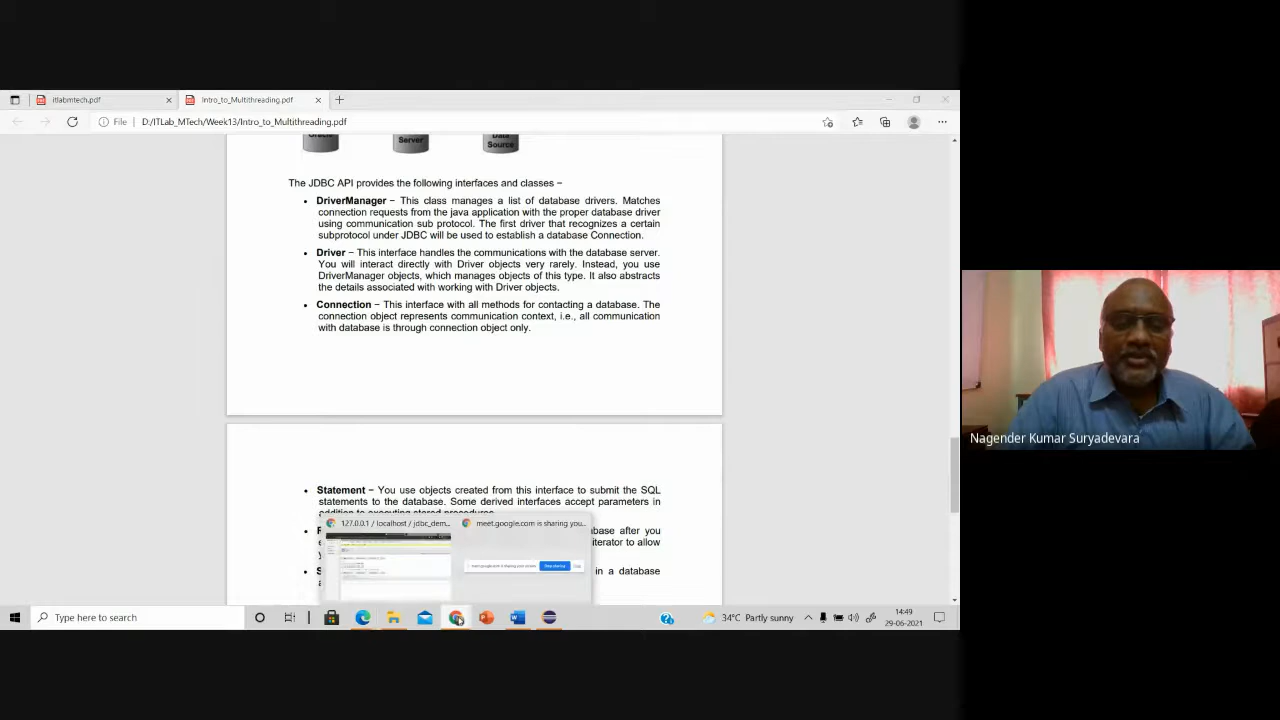 itlabmtech.pdf
Intro_to_Multithreading.pdf
File
D:/ITLab_MTech/Week13/Intro_to_Multithreading.pdf
Oracle
Server
Data
Source
The JDBC API provides the following interfaces and classes −
• DriverManager − This class manages a list of database drivers. Matches
connection requests from the java application with the proper database driver
using communication sub protocol. The first driver that recognizes a certain
subprotocol under JDBC will be used to establish a database Connection.
• Driver − This interface handles the communications with the database server.
You will interact directly with Driver objects very rarely. Instead, you use
DriverManager objects, which manages objects of this type. It also abstracts
the details associated with working with Driver objects.
• Connection − This interface with all methods for contacting a database. The
connection object represents communication context, i.e., all communication
with database is through connection object only.
• Statement − You use objects created from this interface to submit the SQL
statements to the database. Some derived interfaces accept parameters in
addition to executing stored procedures.
127.0.0.1 / localhost / jdbc_dem...
meet.google.com is sharing you...
abase after you
iterator to allow
in a database
Stop sharing
Nagender Kumar Suryadevara
Type here to search
34°C Partly sunny
14:49
29-06-2021